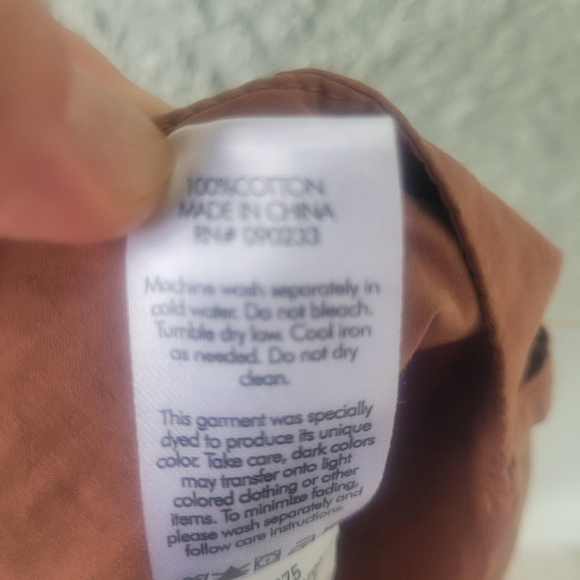 100%COTTON
MADE IN CHINA
RN# 090233
Machine wash separately in
cold water. Do not bleach.
Tumble dry low. Cool iron
as needed. Do not dry
clean.
This garment was specially
dyed to produce its unique
color. Take care, dark colors
may transfer onto light
colored clothing or other
items. To minimize fading,
please wash separately and
follow care instructions.